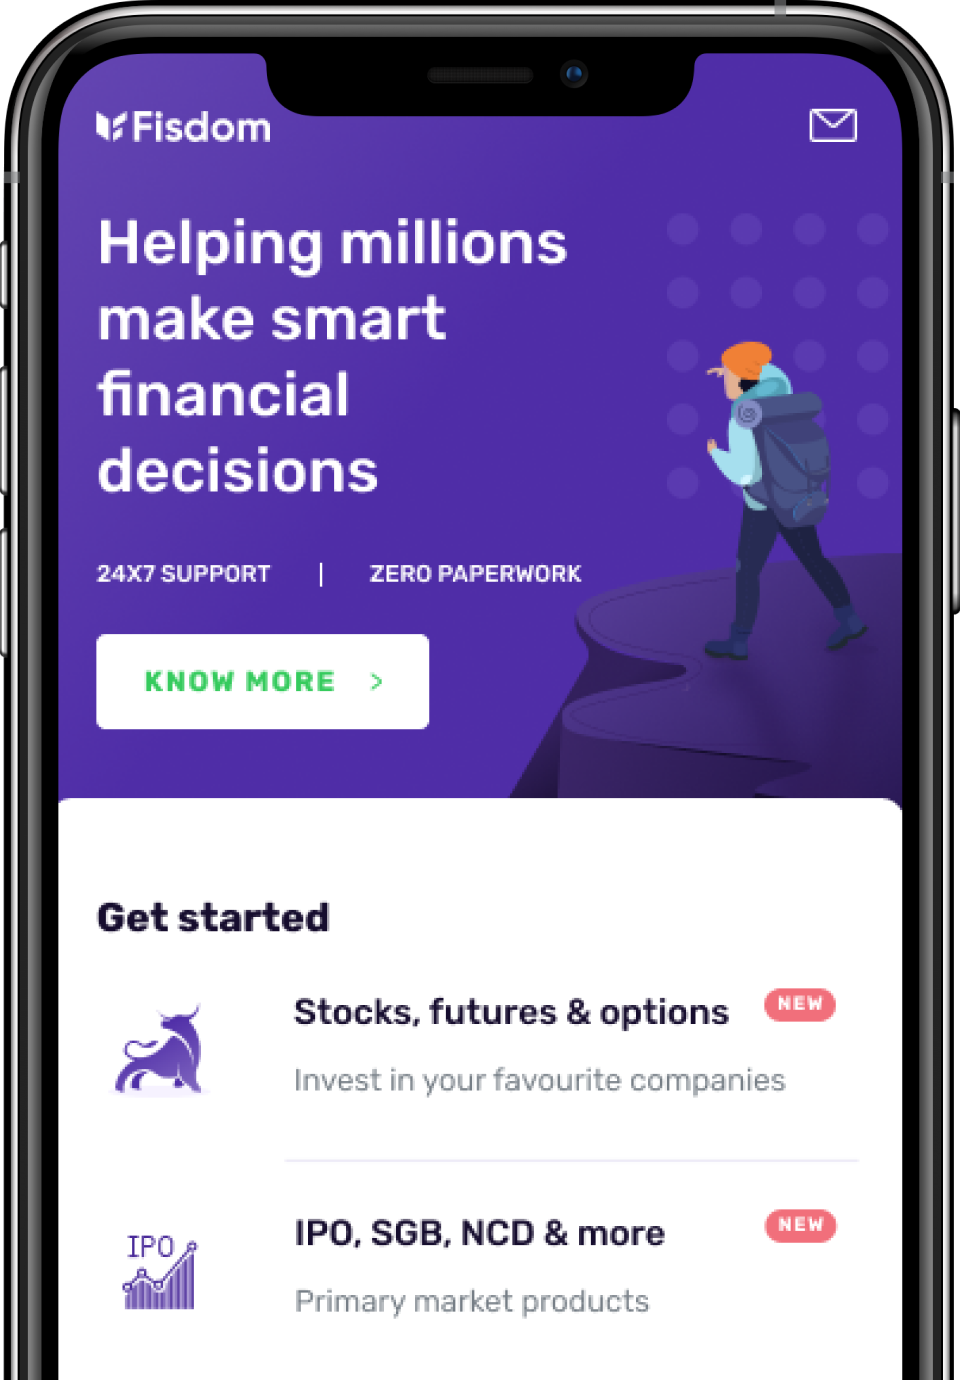 Fisdom
Helping millions
make smart
financial
decisions
24X7 SUPPORT | ZERO PAPERWORK
KNOW MORE >
Get started
Stocks, futures & options NEW
Invest in your favourite companies
IPO
IPO, SGB, NCD & more NEW
Primary market products